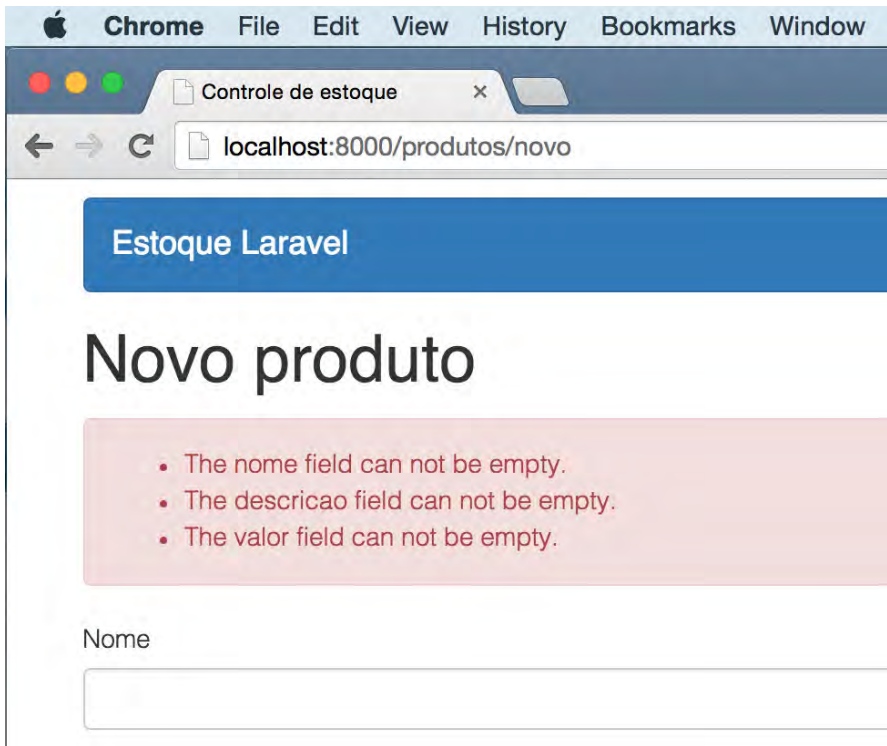 Chrome File Edit View History Bookmarks Window
Controle de estoque
localhost:8000/produtos/novo
Estoque Laravel
Novo produto
• The nome field can not be empty.
• The descricao field can not be empty.
• The valor field can not be empty.
Nome